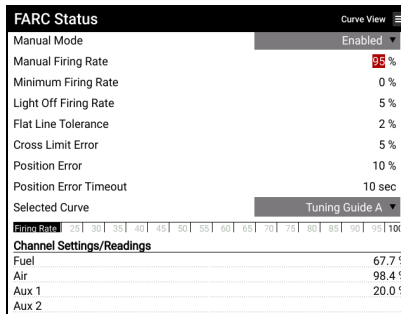 FARC Status Curve View
Manual Mode Enabled
Manual Firing Rate 95 %
Minimum Firing Rate 0 %
Light Off Firing Rate 5 %
Flat Line Tolerance 2 %
Cross Limit Error 5 %
Position Error 10 %
Position Error Timeout 10 sec
Selected Curve Tuning Guide A
Firing Rate 25 30 35 40 45 50 55 60 65 70 75 80 85 90 95 100
Channel Settings/Readings
Fuel 67.7 %
Air 98.4 %
Aux 1 20.0 %
Aux 2